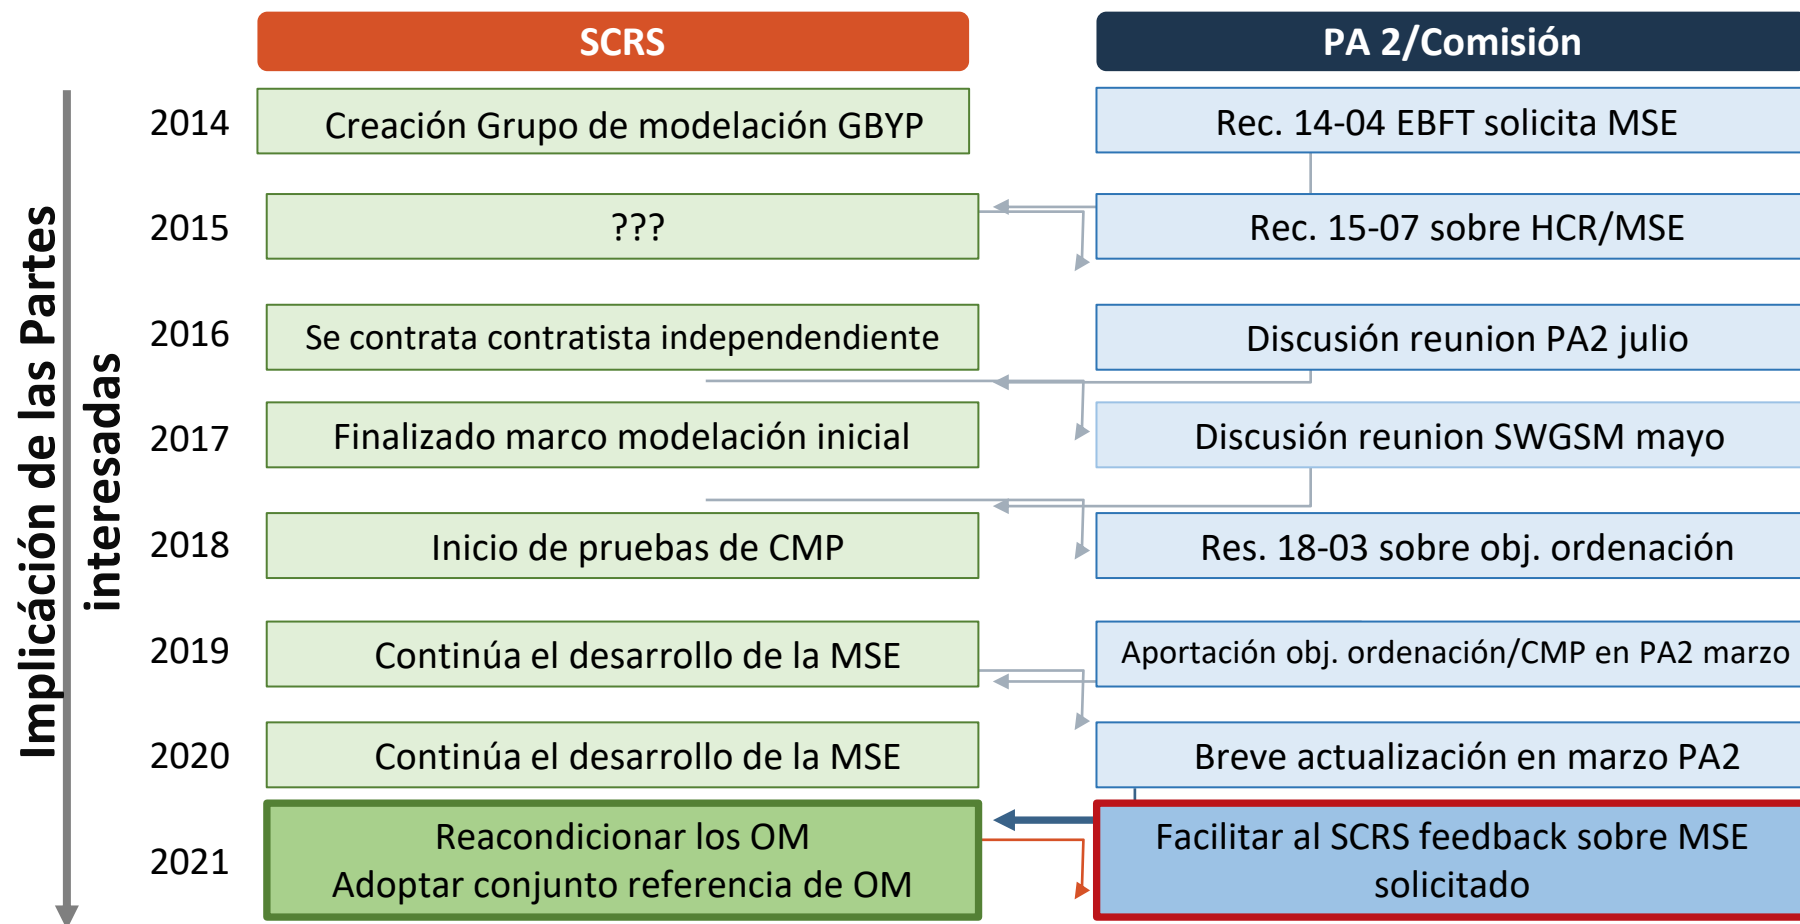 SCRS
PA 2/Comisión
Implicáción de las Partes
interesadas
2014
Creación Grupo de modelación GBYP
Rec. 14-04 EBFT solicita MSE
2015
???
Rec. 15-07 sobre HCR/MSE
2016
Se contrata contratista independendiente
Discusión reunion PA2 julio
2017
Finalizado marco modelación inicial
Discusión reunion SWGSM mayo
2018
Inicio de pruebas de CMP
Res. 18-03 sobre obj. ordenación
2019
Continúa el desarrollo de la MSE
Aportación obj. ordenación/CMP en PA2 marzo
2020
Continúa el desarrollo de la MSE
Breve actualización en marzo PA2
2021
Reacondicionar los OM
Adoptar conjunto referencia de OM
Facilitar al SCRS feedback sobre MSE
solicitado